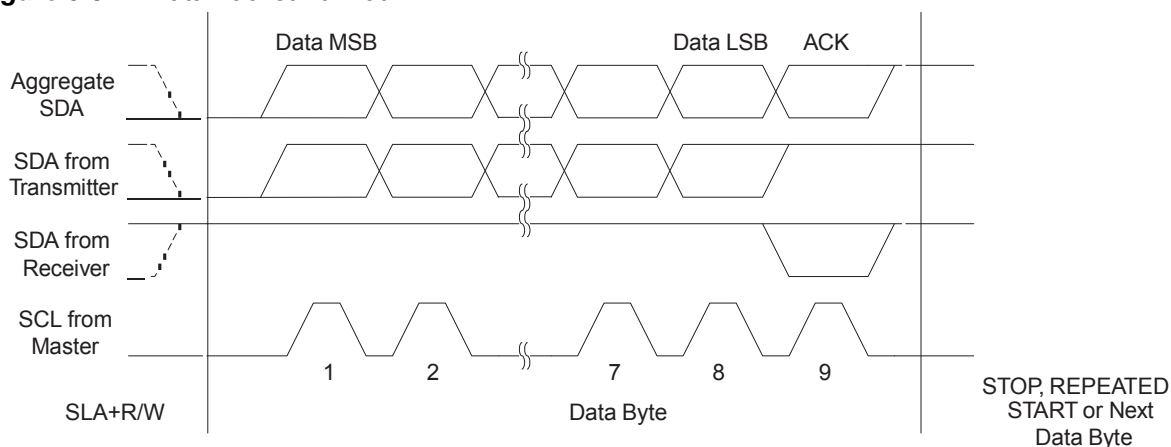 Data MSB
Data LSB
ACK
Aggregate
SDA
SDA from
Transmitter
SDA from
Receiver
SCL from
Master
1
2
7
8
9
SLA+R/W
Data Byte
STOP, REPEATED
START or Next
Data Byte